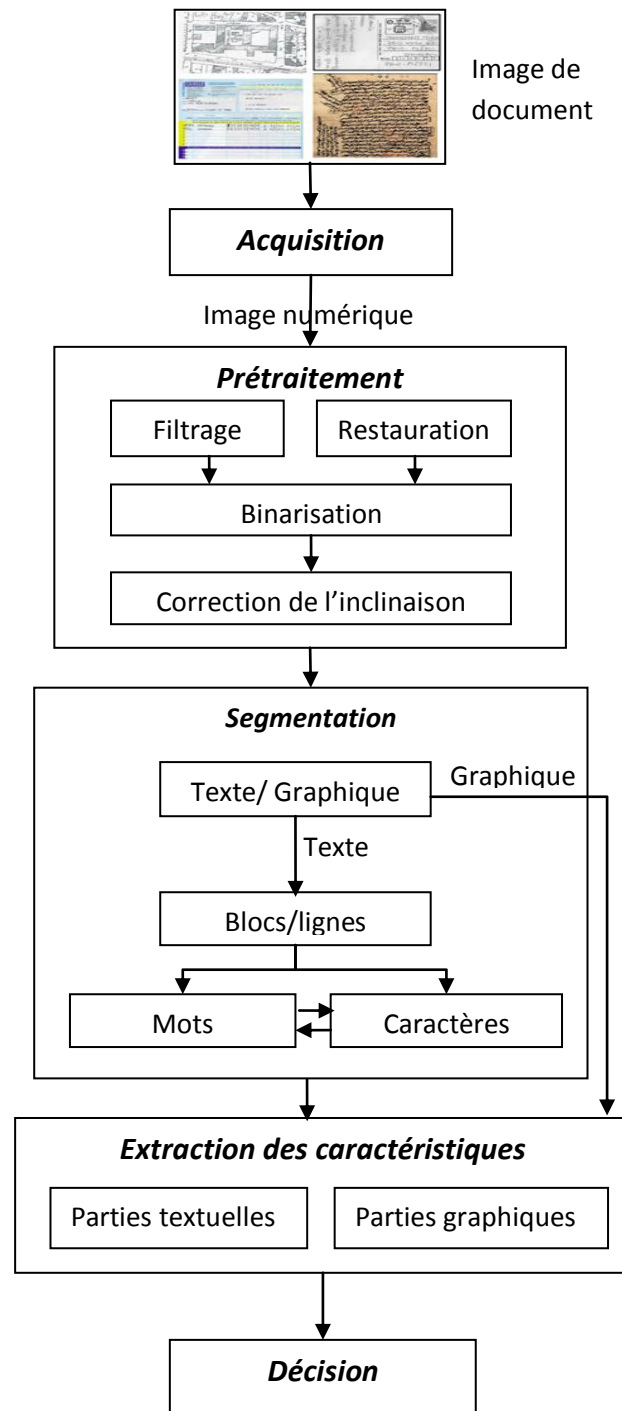 Image de
document
Acquisition
Image numérique
Prétraitement
Filtrage
Restauration
Binarisation
Correction de l’inclinaison
Segmentation
Texte/ Graphique
Graphique
Texte
Blocs/lignes
Mots
Caractères
Extraction des caractéristiques
Parties textuelles
Parties graphiques
Décision